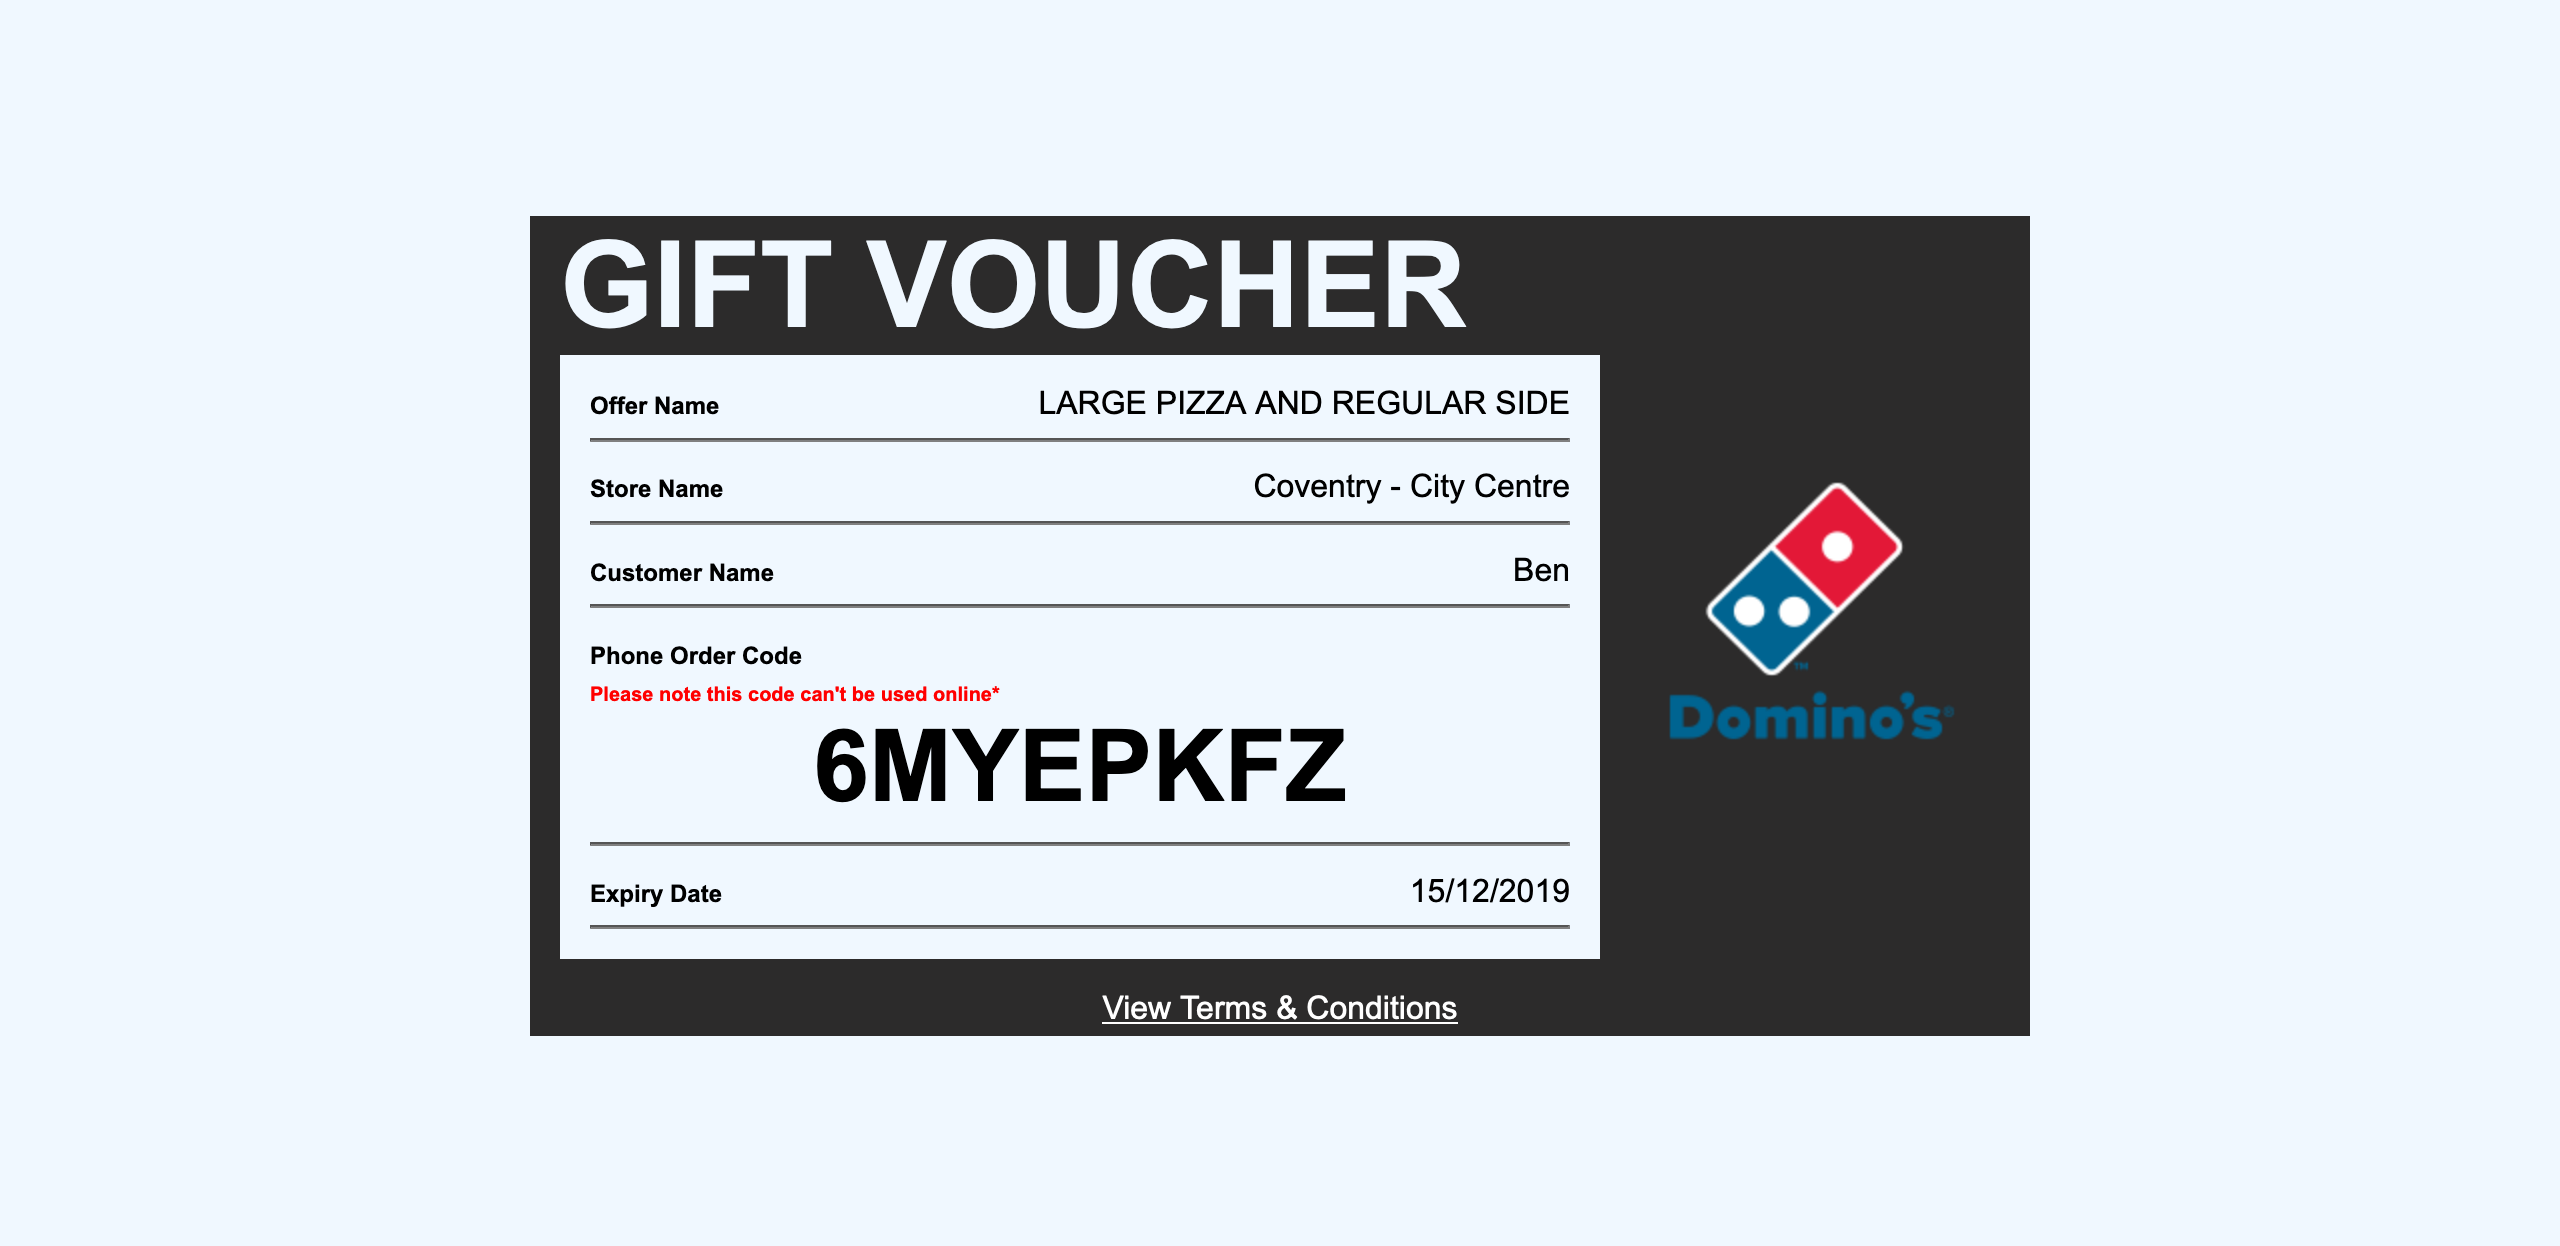 GIFT VOUCHER
Offer Name LARGE PIZZA AND REGULAR SIDE
Store Name Coventry - City Centre
Customer Name Ben
Phone Order Code
Please note this code can't be used online*
6MYEPKFZ
Expiry Date 15/12/2019
View Terms & Conditions
TM
Domino's®